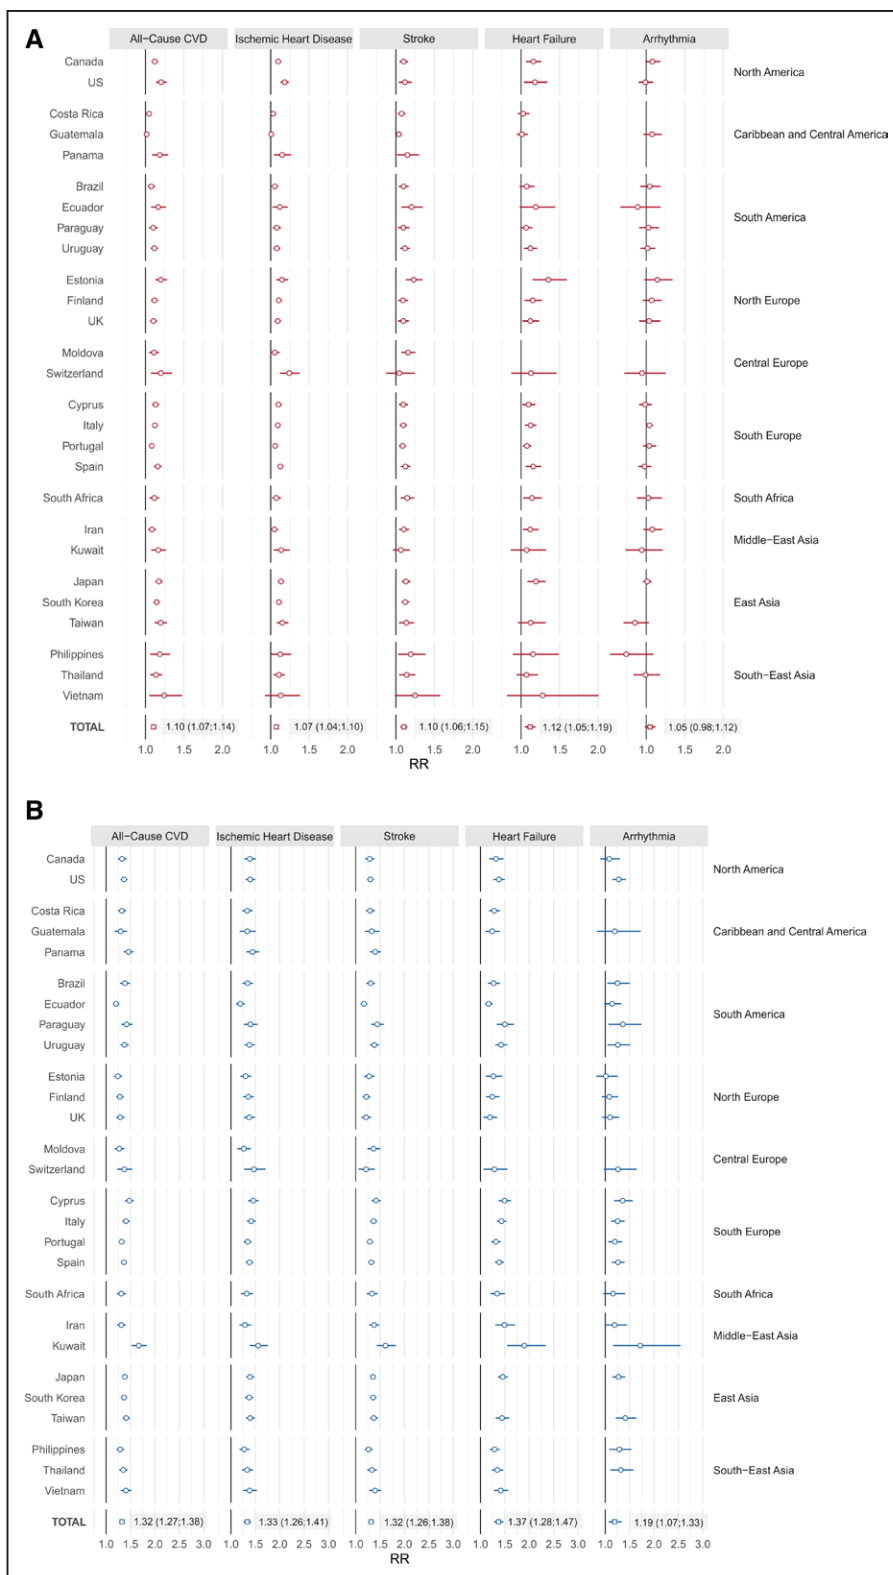 A
All−Cause CVD Ischemic Heart Disease Stroke Heart Failure Arrhythmia
Canada
US
North America
Costa Rica
Guatemala
Panama
Caribbean and Central America
Brazil
Ecuador
Paraguay
Uruguay
South America
Estonia
Finland
UK
North Europe
Moldova
Switzerland
Central Europe
Cyprus
Italy
Portugal
Spain
South Europe
South Africa South Africa
Iran
Kuwait
Middle−East Asia
Japan
South Korea
Taiwan
East Asia
Philippines
Thailand
Vietnam
South−East Asia
TOTAL 1.10 (1.07;1.14) 1.07 (1.04;1.10) 1.10 (1.06;1.15) 1.12 (1.05;1.19) 1.05 (0.98;1.12)
1.0 1.5 2.0 1.0 1.5 2.0 1.0 1.5 2.0 1.0 1.5 2.0 1.0 1.5 2.0
RR
B
All−Cause CVD Ischemic Heart Disease Stroke Heart Failure Arrhythmia
Canada
US
North America
Costa Rica
Guatemala
Panama
Caribbean and Central America
Brazil
Ecuador
Paraguay
Uruguay
South America
Estonia
Finland
UK
North Europe
Moldova
Switzerland
Central Europe
Cyprus
Italy
Portugal
Spain
South Europe
South Africa South Africa
Iran
Kuwait
Middle−East Asia
Japan
South Korea
Taiwan
East Asia
Philippines
Thailand
Vietnam
South−East Asia
TOTAL 1.32 (1.27;1.38) 1.33 (1.26;1.41) 1.32 (1.26;1.38) 1.37 (1.28;1.47) 1.19 (1.07;1.33)
1.0 1.5 2.0 2.5 3.0 1.0 1.5 2.0 2.5 3.0 1.0 1.5 2.0 2.5 3.0 1.0 1.5 2.0 2.5 3.0 1.0 1.5 2.0 2.5 3.0
RR